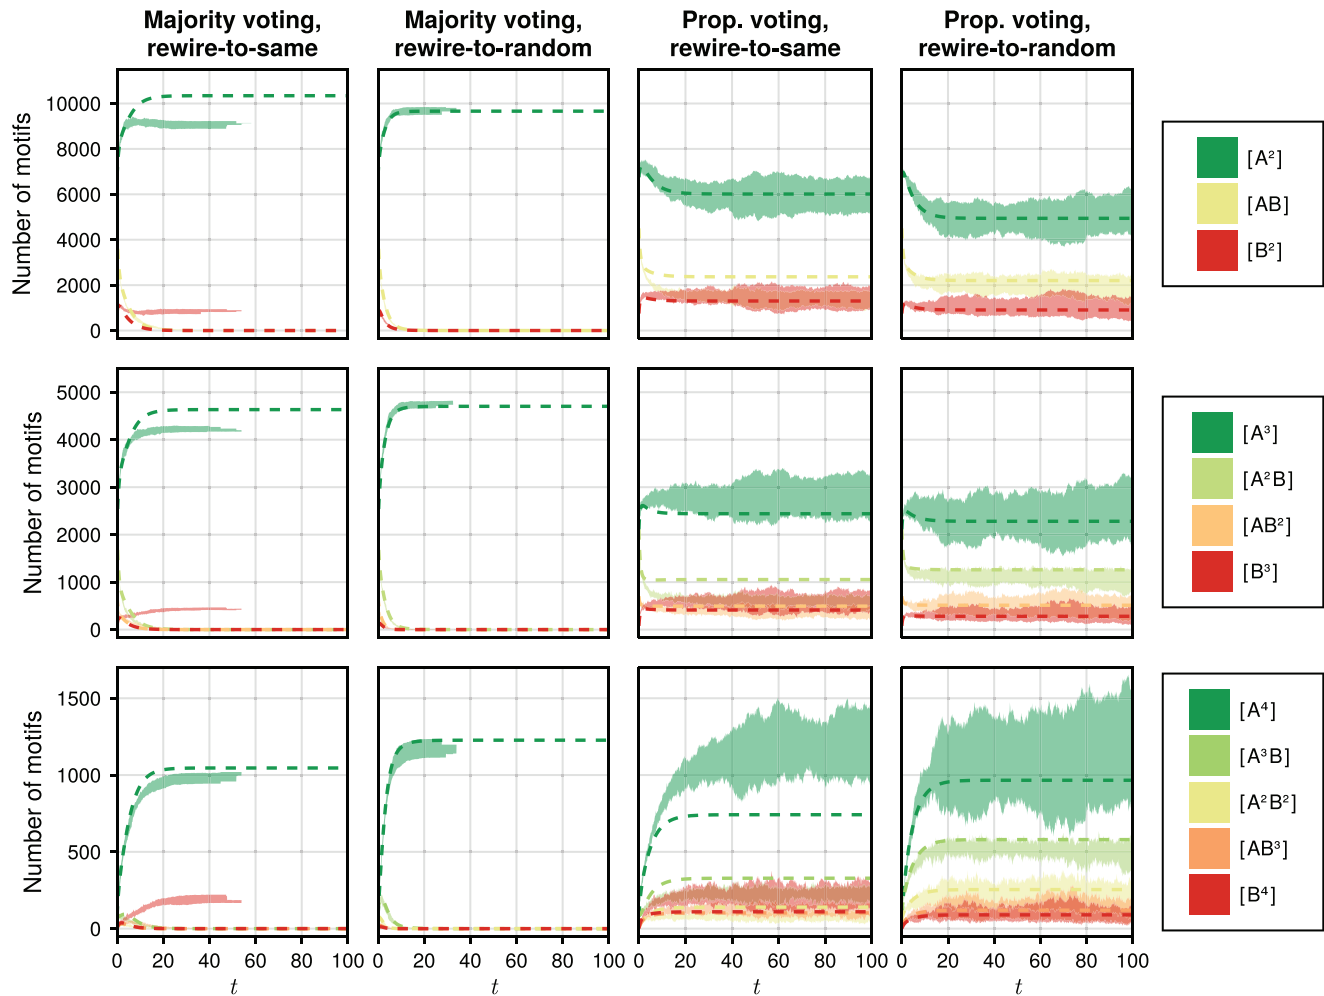 Majority voting,
rewire-to-same
Majority voting,
rewire-to-random
Prop. voting,
rewire-to-same
Prop. voting,
rewire-to-random
Number of motifs
10000
8000
6000
4000
2000
0
[A²]
[AB]
[B²]
Number of motifs
5000
4000
3000
2000
1000
0
[A³]
[A²B]
[AB²]
[B³]
Number of motifs
1500
1000
500
0
[A⁴]
[A³B]
[A²B²]
[AB³]
[B⁴]
0 20 40 60 80 100
0 20 40 60 80 100
0 20 40 60 80 100
0 20 40 60 80 100
t
t
t
t